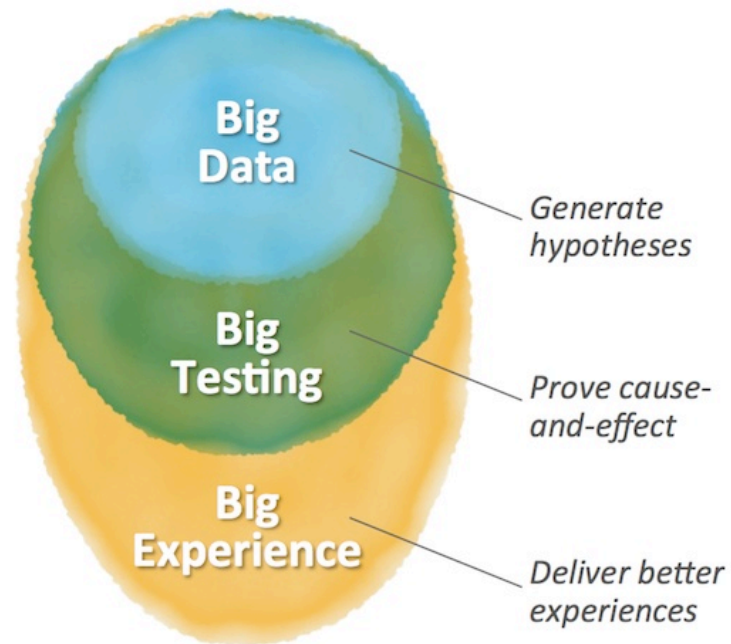 Big
Data
Generate
hypotheses
Big
Testing
Prove cause-
and-effect
Big
Experience
Deliver better
experiences